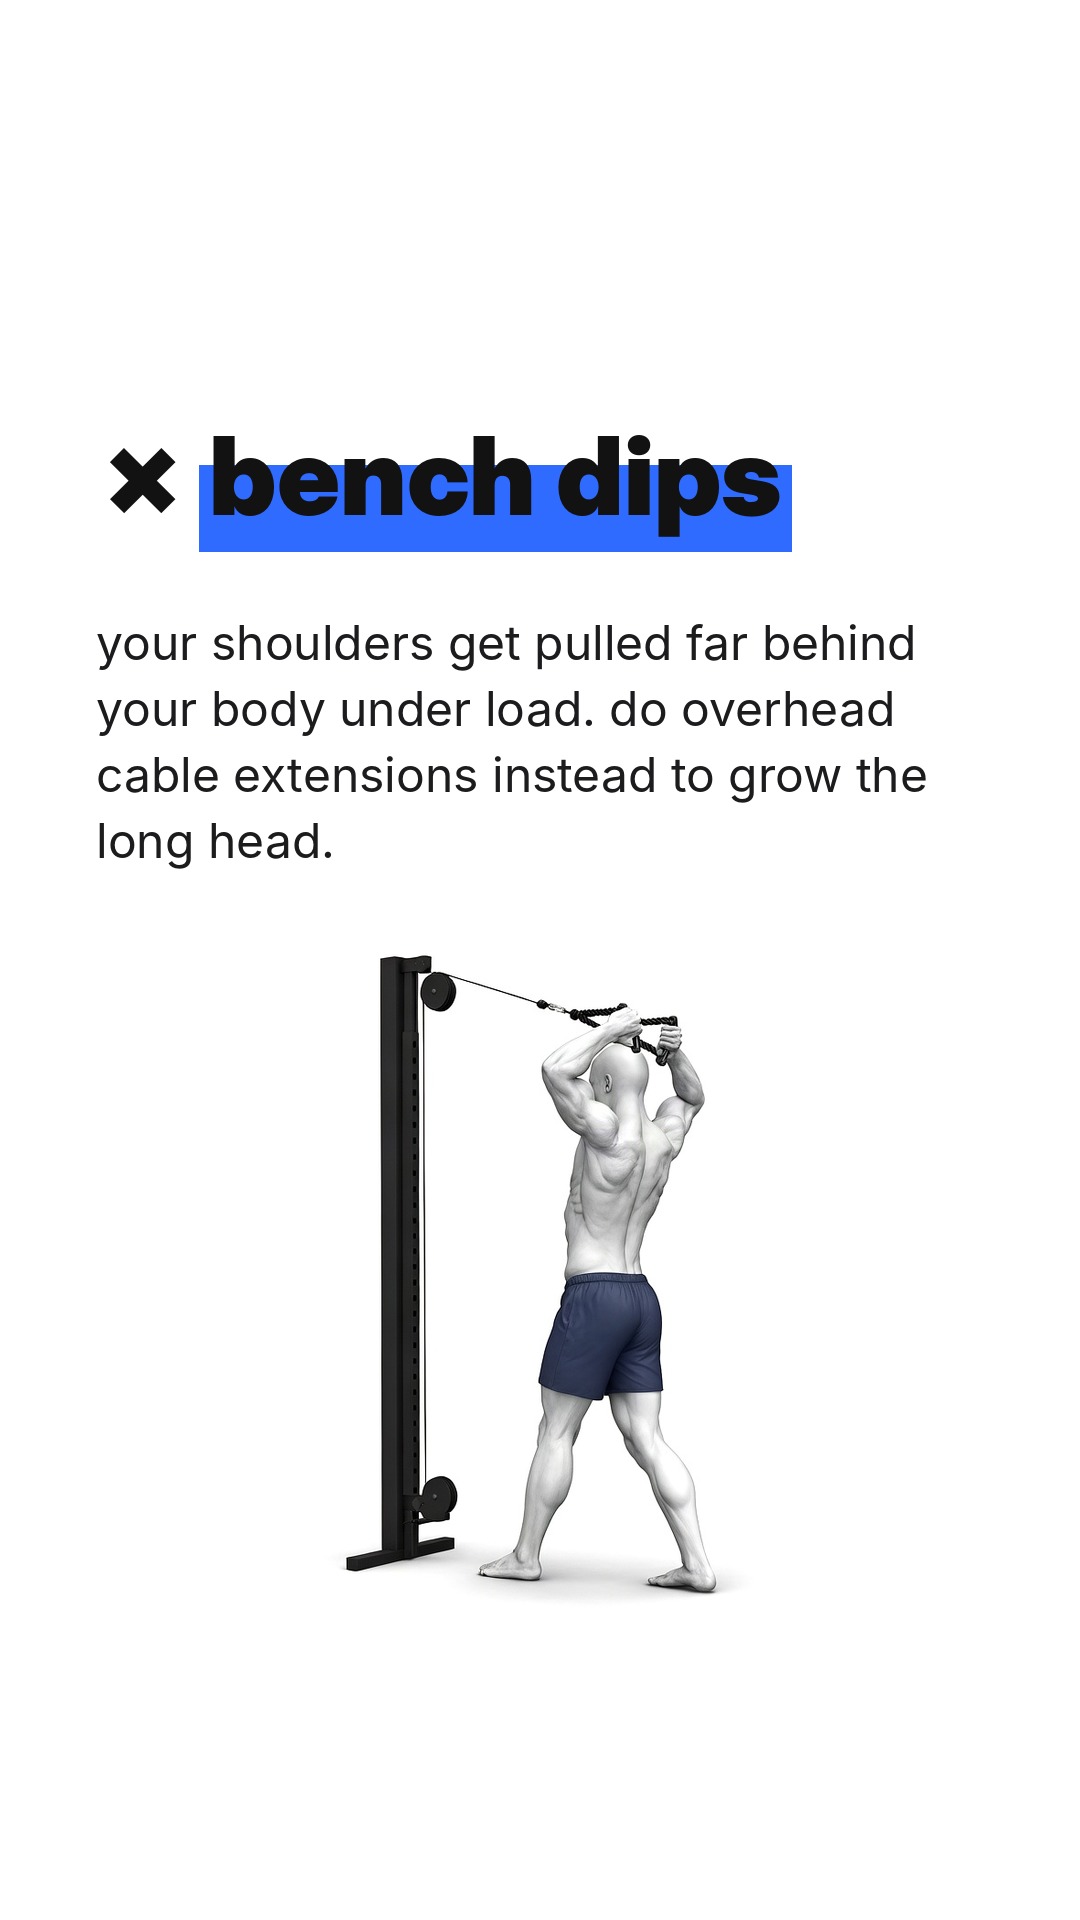 ✖ bench dips
your shoulders get pulled far behind
your body under load. do overhead
cable extensions instead to grow the
long head.